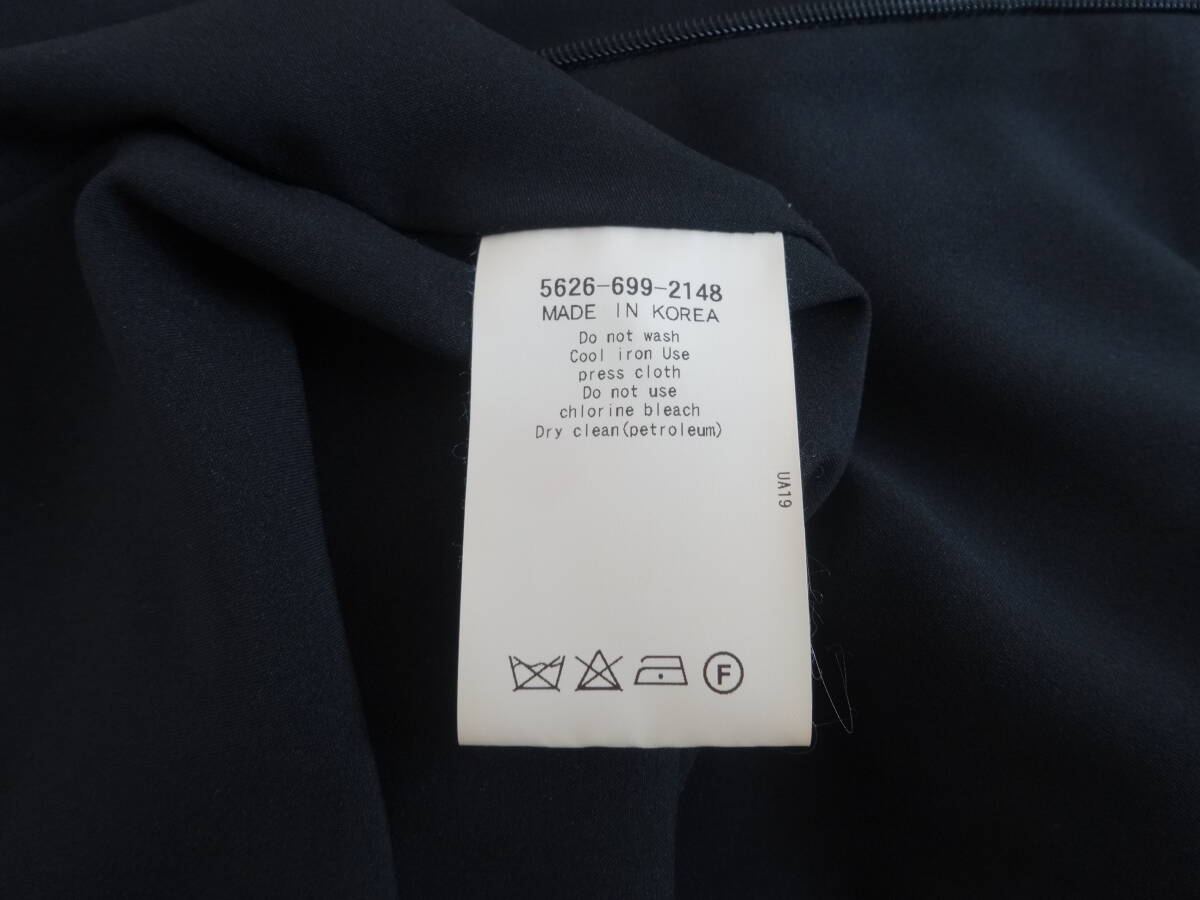 5626-699-2148
MADE IN KOREA
Do not wash
Cool iron Use
press cloth
Do not use
chlorine bleach
Dry clean(petroleum)
UA19
F